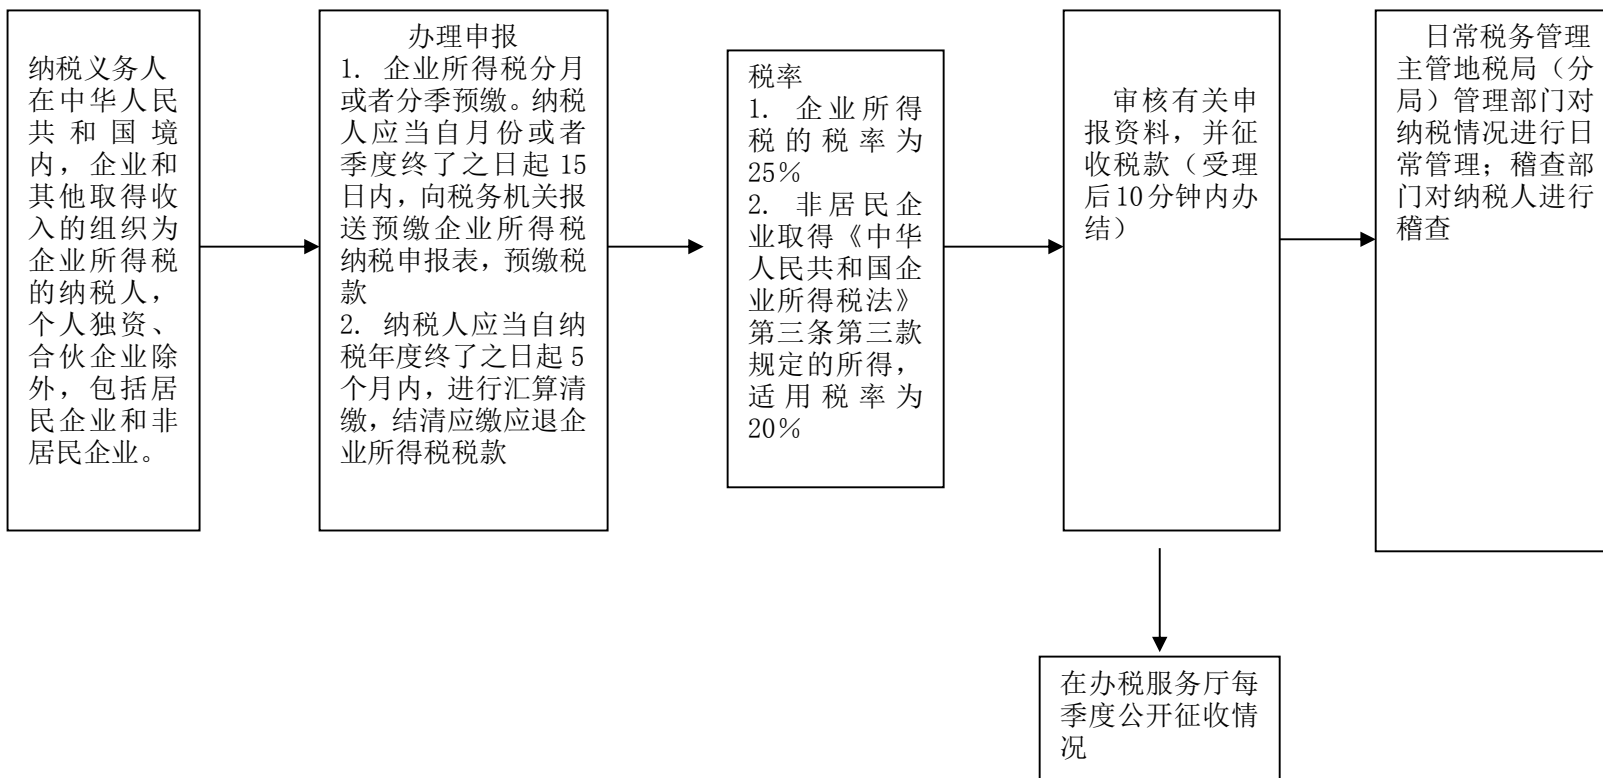 纳税义务人
在中华人民
共和国境
内，企业和
其他取得收
入的组织为
企业所得税
的纳税人，
个人独资、
合伙企业除
外，包括居
民企业和非
居民企业。
办理申报
1. 企业所得税分月
或者分季预缴。纳税
人应当自月份或者
季度终了之日起 15
日内，向税务机关报
送预缴企业所得税
纳税申报表，预缴税
款
2. 纳税人应当自纳
税年度终了之日起 5
个月内，进行汇算清
缴，结清应缴应退企
业所得税税款
税率
1. 企业所得
税的税率为
25%
2. 非居民企
业取得《中华
人民共和国企
业所得税法》
第三条第三款
规定的所得，
适用税率为
20%
审核有关申
报资料，并征
收税款（受理
后 10 分钟内办
结）
日常税务管理
主管地税局（分
局）管理部门对
纳税情况进行日
常管理；稽查部
门对纳税人进行
稽查
在办税服务厅每
季度公开征收情
况